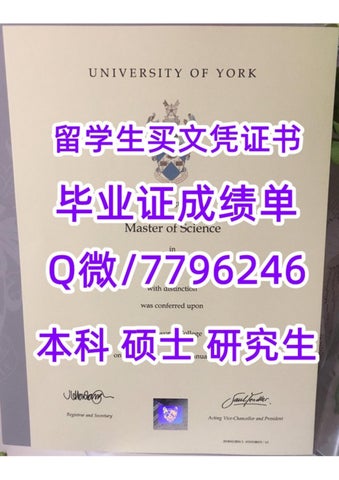 UNIVERSITY OF YORK
留学生买文凭证书
毕业证成绩单
Master of Science
in
Q微/7796246
with distinction
was conferred upon
本科 硕士 研究生
Registrar and Secretary
Acting Vice-Chancellor and President